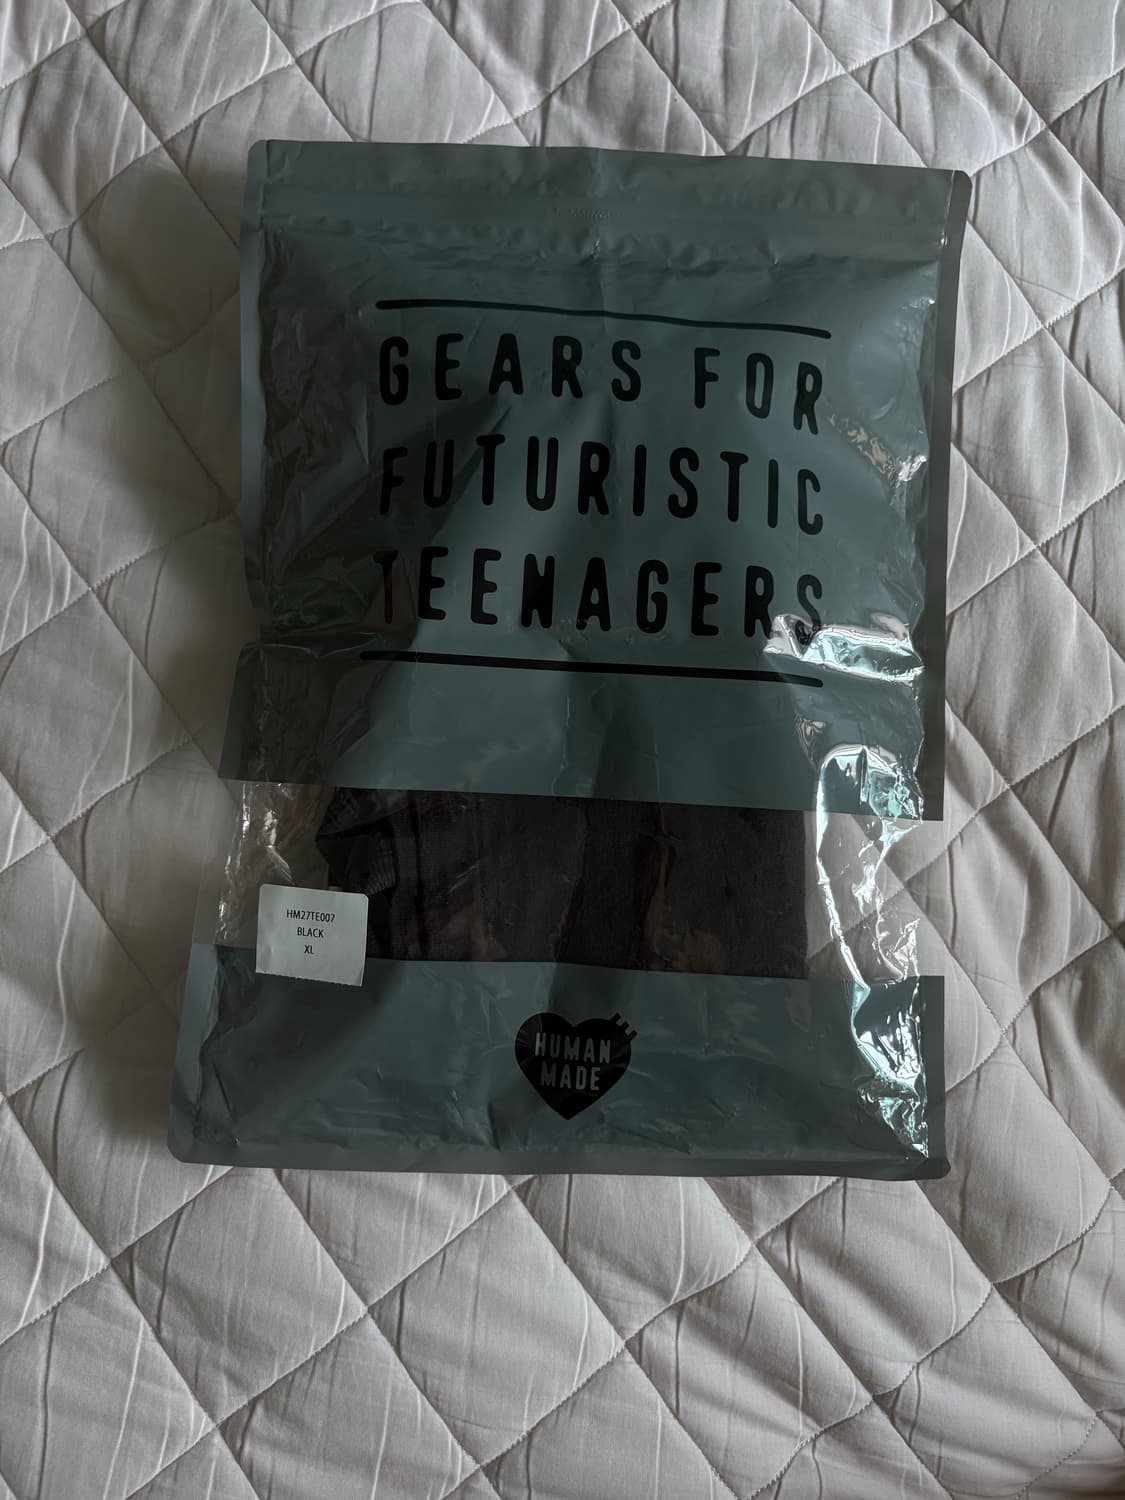 GEARS FOR
FUTURISTIC
TEENAGERS
HM27TE007
BLACK
XL
HUMAN
MADE